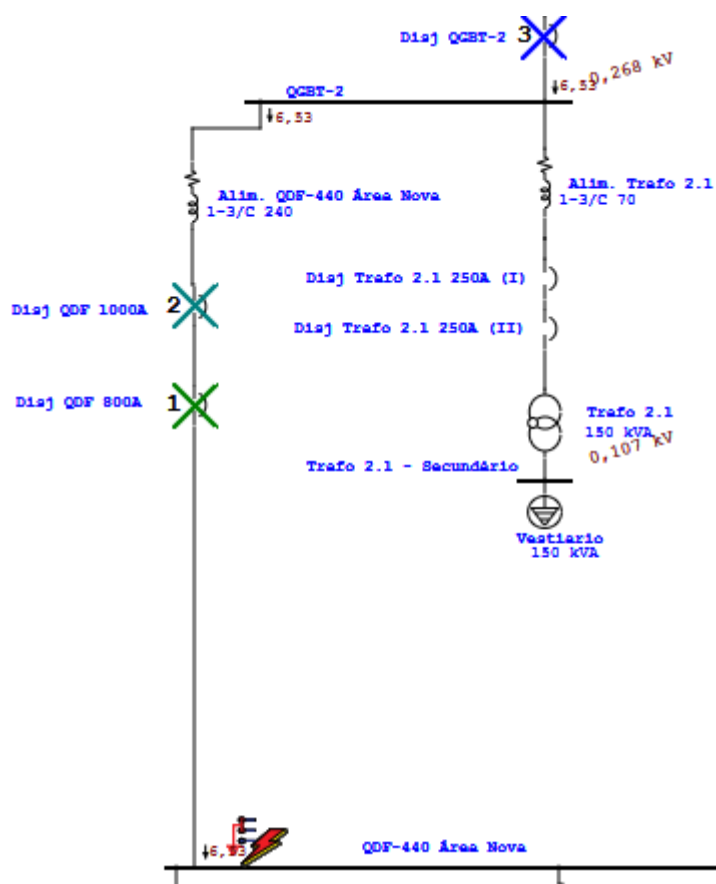 Disj QGBT-2
3
0,268 kV
6,53
QGBT-2
6,53
Alim. QDF-440 Área Nova
1-3/C 240
Alim. Trafo 2.1
1-3/C 70
Disj Trafo 2.1 250A (I)
Disj QDF 1000A
2
Disj Trafo 2.1 250A (II)
Disj QDF 800A
1
Trafo 2.1
150 kVA
0,107 kV
Trafo 2.1 - Secundário
Vestiario
150 kVA
6,53
QDF-440 Área Nova